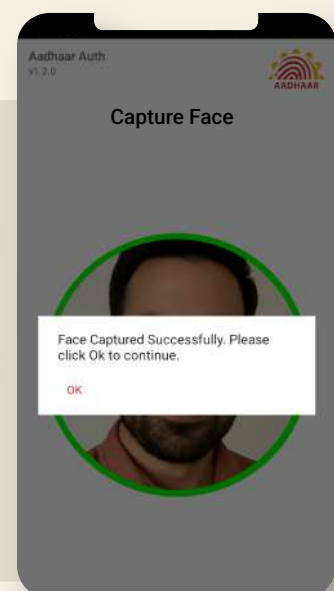 Aadhaar Auth
v1.2.0
AADHAAR
Capture Face
Face Captured Successfully. Please
click Ok to continue.
OK